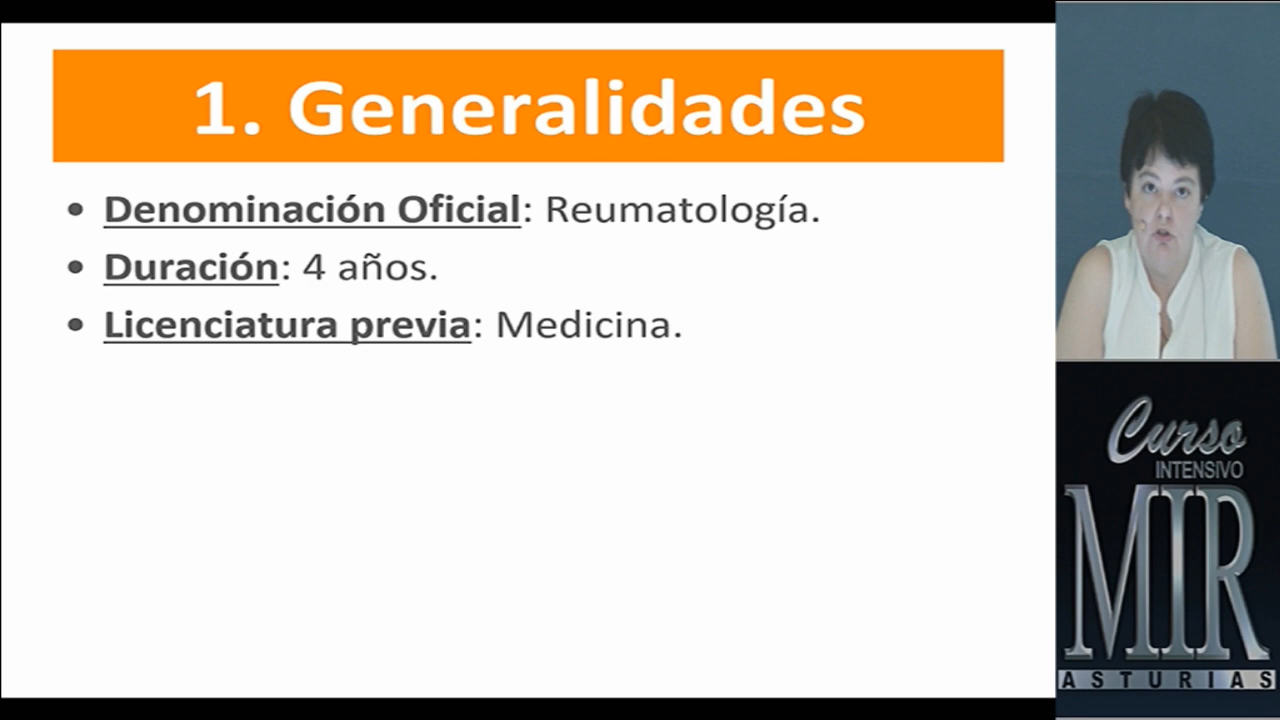 1. Generalidades
• Denominación Oficial: Reumatología.
• Duración: 4 años.
• Licenciatura previa: Medicina.
Curso
INTENSIVO
MIR
ASTURIAS